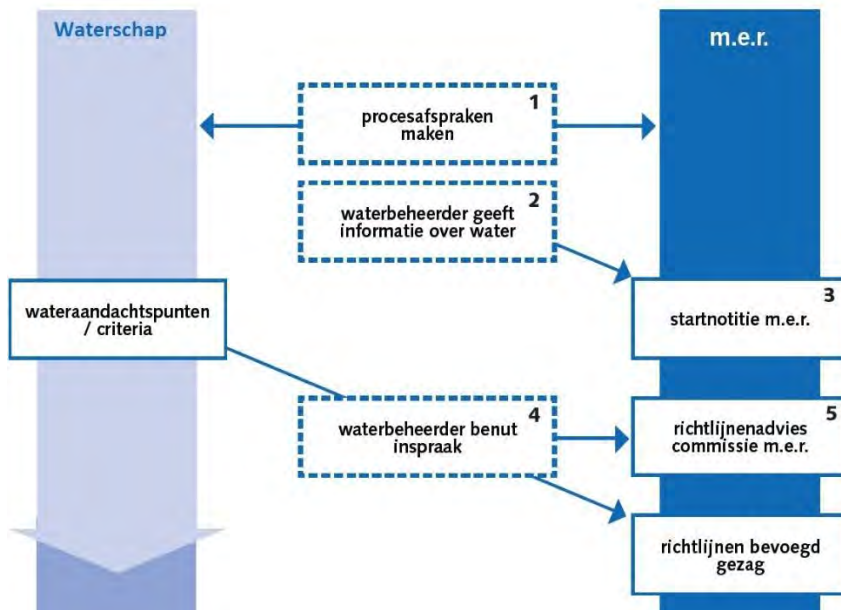 Waterschap
m.e.r.
1
procesafspraken
maken
2
waterbeheerder geeft
informatie over water
wateraandachtspunten
/ criteria
3
startnotitie m.e.r.
4
waterbeheerder benut
inspraak
5
richtlijnenadvies
commissie m.e.r.
richtlijnen bevoegd
gezag